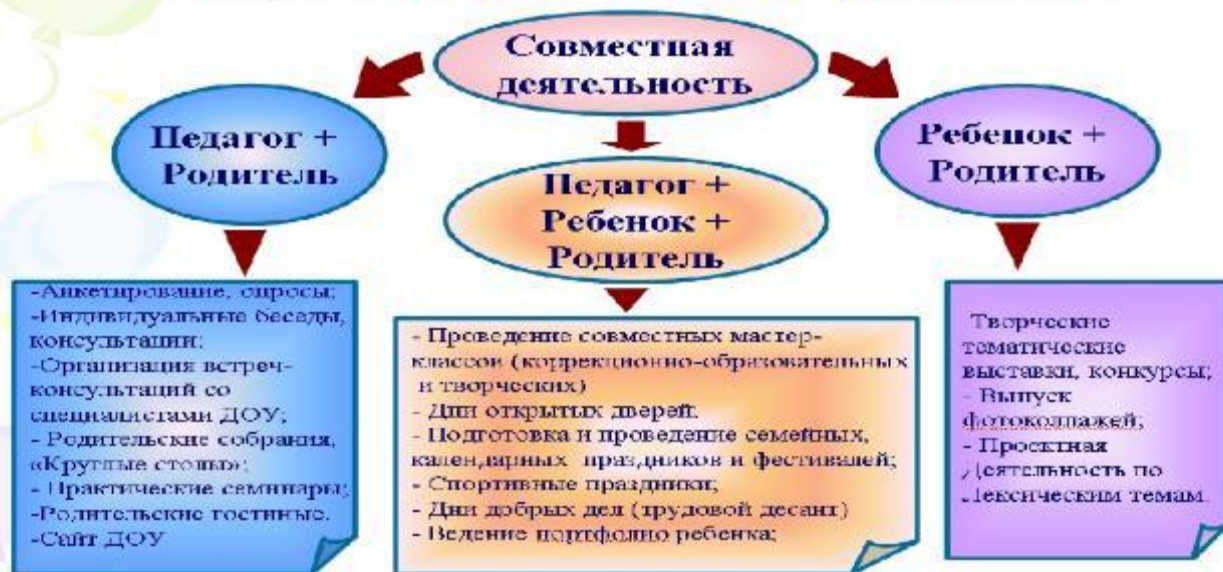 Совместная
деятельность
Педагог +
Родитель
Педагог +
Ребенок +
Родитель
Ребенок +
Родитель
-Анкетирование, опросы;
-Индивидуальные беседы,
консультации;
-Организация встреч-
консультаций со
специалистами ДОУ;
- Родительские собрания,
«Круглые столы»;
- Практические семинары;
-Родительские гостиные.
-Сайт ДОУ
- Проведение совместных мастер-
классов (коррекционно-образовательных
и творческих)
- Дни открытых дверей;
- Подготовка и проведение семейных,
календарных праздников и фестивалей;
- Спортивные праздники;
- Дни добрых дел (трудовой десант)
- Ведение портфолио ребенка;
-Творческие
тематические
выставки, конкурсы;
- Выпуск
фотоколлажей;
- Проектная
Деятельность по
Лексическим темам.